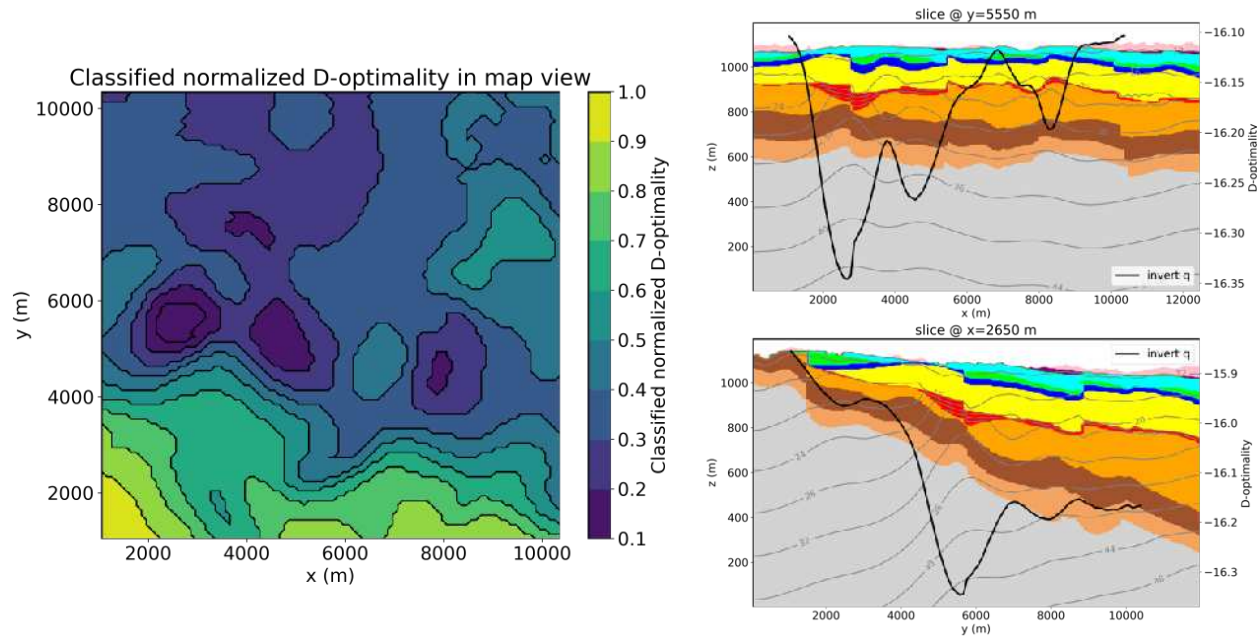 Classified normalized D-optimality in map view
10000
8000
6000
4000
2000
y (m)
2000 4000 6000 8000 10000
x (m)
1.0
0.9
0.8
0.7
0.6
0.5
0.4
0.3
0.2
0.1
Classified normalized D-optimality
slice @ y=5550 m
1000
800
600
400
200
z (m)
−16.10
−16.15
−16.20
−16.25
−16.30
−16.35
D-optimality
invert q
2000 4000 6000 8000 10000 12000
x (m)
slice @ x=2650 m
invert q
1000
800
600
400
200
z (m)
−15.9
−16.0
−16.1
−16.2
−16.3
D-optimality
2000 4000 6000 8000 10000
y (m)